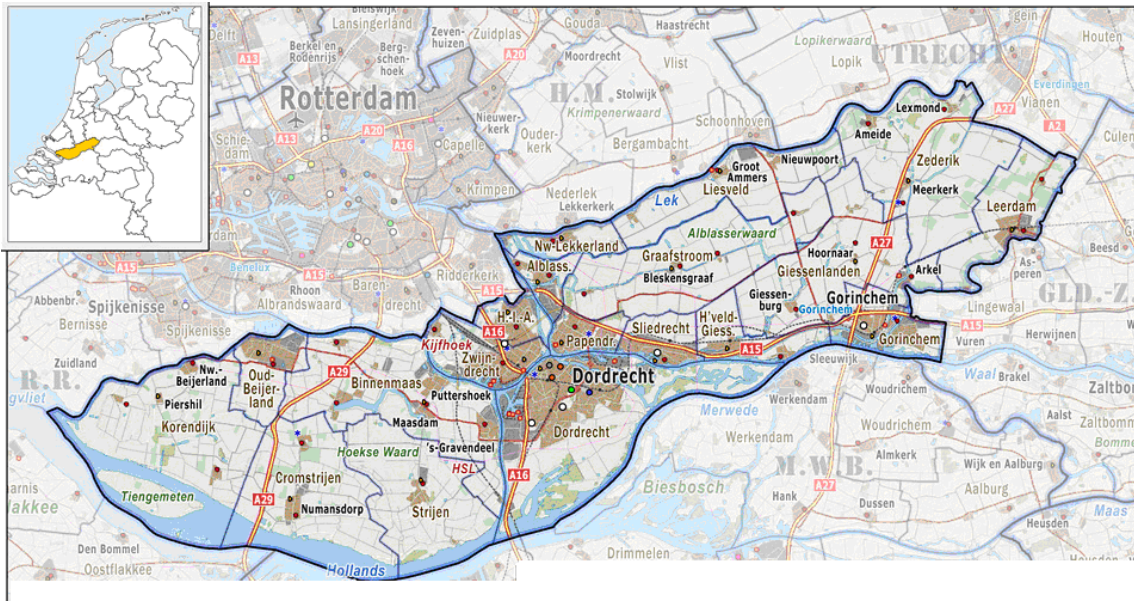 Delft
Bleiswijk
Lansingerland
Zuidplas
Gouda
A20
Haastrecht
Lopikerwaard
Lopik
UTRECHT
Houten
A13
Berkel en
Rodenrijs
Berg-
schen-
hoek
Zeven-
huizen
Moordrecht
Vlist
H.M.
Stolwijk
Krimpenerwaard
Everdingen
A27
Vianen
Rotterdam
Nieuwer-
kerk
Schoonhoven
Lexmond
A2
Culem
Schie-
dam
A13
A20
A16
Capelle
Ouder-
kerk
Bergambacht
Ameide
Nieuwpoort
Zederik
Groot
Ammers
Liesveld
Krimpen
Nederlek
Lekkerkerk
Lek
Meerkerk
Leerdam
Alblasserwaard
A27
Beesd
Nw-Lekkerland
Graafstroom
Hoornaar
Giessenlanden
As-
peren
A15
Benelux
A15
Ridderkerk
Alblass.
Bleskensgraaf
Arkel
Rhoon
Albrandswaard
Baren-
drecht
A15
Giessen-
burg
Gorinchem
Gorinchem
Lingewaal
GLD.-Z.
Abbenbr.
Spijkenisse
Bernisse
Spijkenisse
H.-I.-A.
A16
Sliedrecht
H'veld-
Giess.
A15
Herwijnen
Vuren
Gorinchem
Kijfhoek
Papendr.
A15
Zuidland
Nw.-
Beijerland
Oud-
Beijer-
land
A29
Binnenmaas
Zwijn-
drecht
Dordrecht
Sleeuwijk
Woudrichem
Waal
Brakel
R.R.
Piershil
Korendijk
Puttershoek
Maasdam
Werkendam
Zaltbo
Merwede
Aalst
Dordrecht
Werkendam
Woudrichem
Zaltbomm
's-Gravendeel
Hoekse Waard
HSL
M.W.B.
Almkerk
Wijk en Aalburg
Cromstrijen
A16
Biesbosch
A27
Aalburg
Tiengemeten
A29
Numansdorp
Strijen
Hank
Dussen
Maas
Heusden
Den Bommel
Oostflakkee
Hollands
Drimmelen